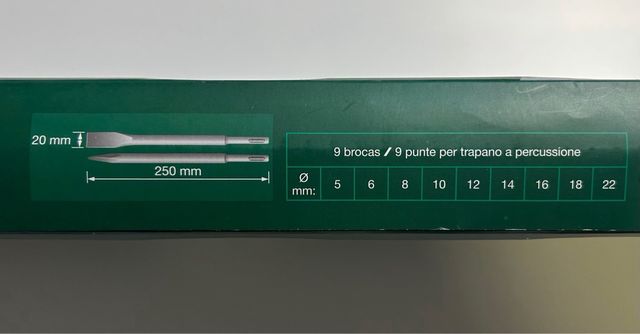 20 mm
250 mm
9 brocas / 9 punte per trapano a percussione
Ø mm: 5 6 8 10 12 14 16 18 22